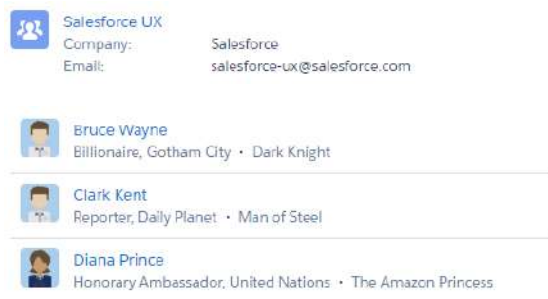 Salesforce UX
Company: Salesforce
Email: salesforce-ux@salesforce.com
Bruce Wayne
Billionaire, Gotham City • Dark Knight
Clark Kent
Reporter, Daily Planet • Man of Steel
Diana Prince
Honorary Ambassador, United Nations • The Amazon Princess